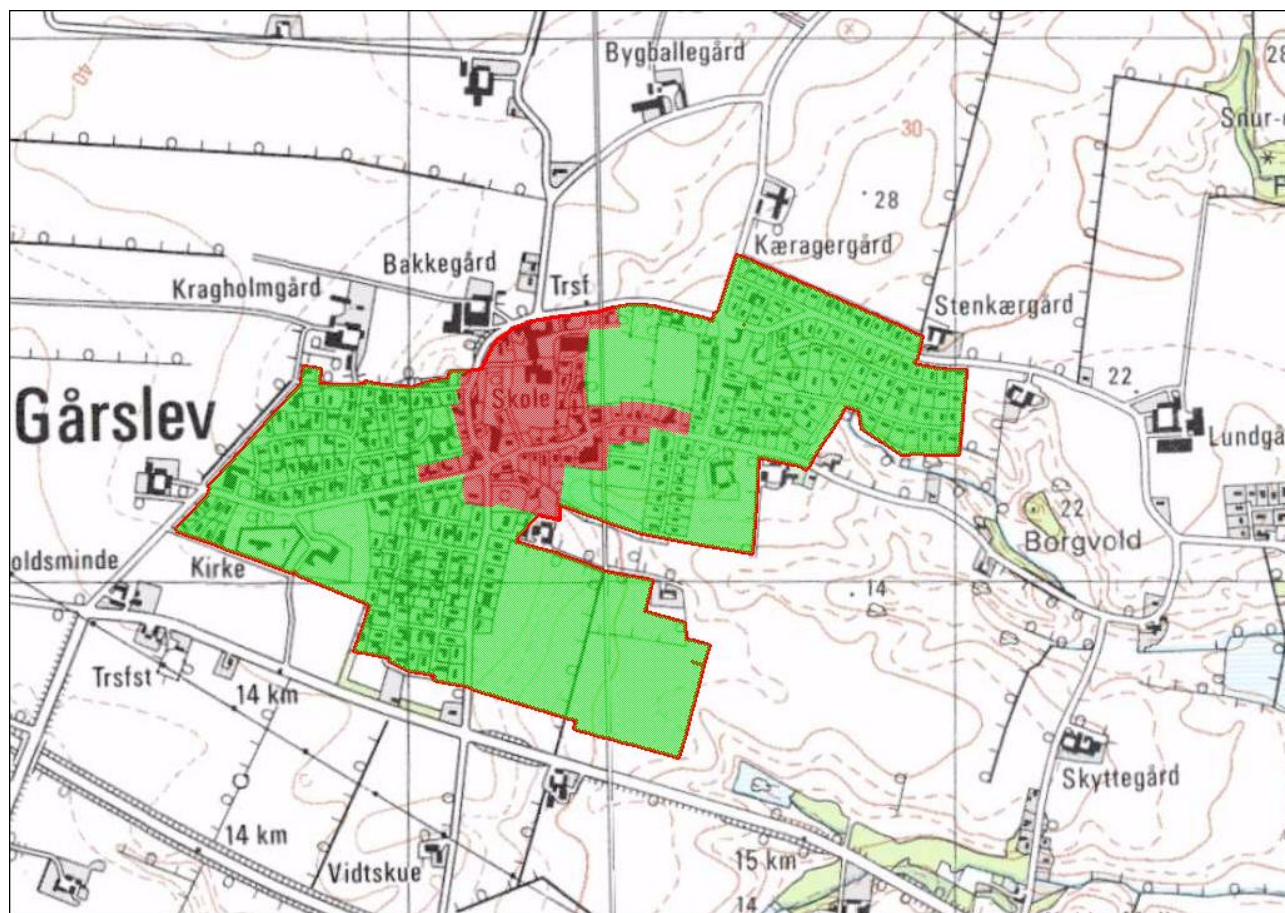 Bygballegård
28
40
Snur-
30
28
Kæragergård
Bakkegård
Trsf
Kragholmgård
Stenkærgård
22
Gårslev
Skole
Lundgå
22
Borgvold
oldsminde
Kirke
14
Trsfst
14 km
Skyttegård
14 km
Vidtskue
15 km
14